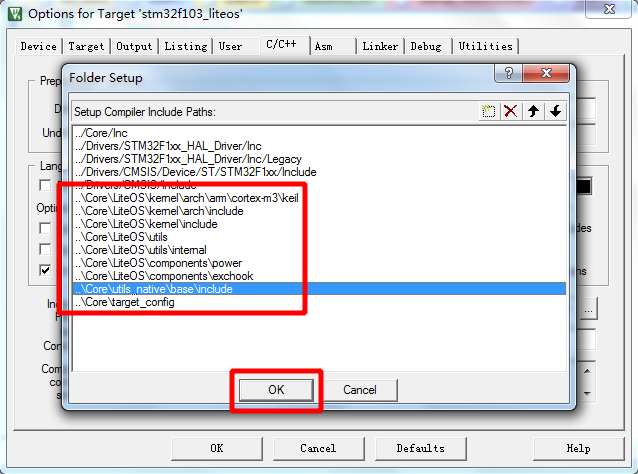 Options for Target 'stm32f103_liteos'
Device Target Output Listing User C/C++ Asm Linker Debug Utilities
Folder Setup
Setup Compiler Include Paths:
../Core/Inc
../Drivers/STM32F1xx_HAL_Driver/Inc
../Drivers/STM32F1xx_HAL_Driver/Inc/Legacy
../Drivers/CMSIS/Device/ST/STM32F1xx/Include
../Drivers/CMSIS/Include
..\Core\LiteOS\kernel\arch\arm\cortex-m3\keil
..\Core\LiteOS\kernel\arch\include
..\Core\LiteOS\kernel\include
..\Core\LiteOS\utils
..\Core\LiteOS\utils\internal
..\Core\LiteOS\components\power
..\Core\LiteOS\components\exchook
..\Core\utils_native\base\include
..\Core\target_config
OK Cancel
Prep
D
Und
Lang
Optin
In
Con
Com
co
s
des
ns
...
OK Cancel Defaults Help